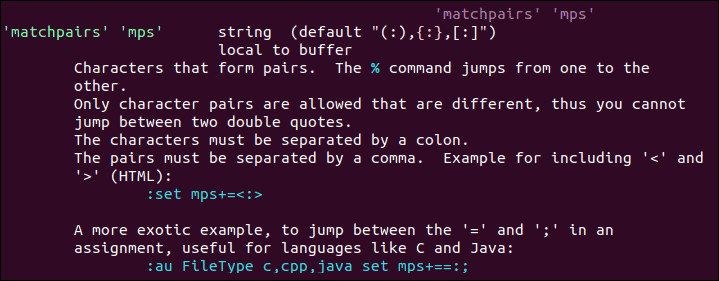 'matchpairs' 'mps'
'matchpairs' 'mps' string (default "(:),{:},[:]")
local to buffer
Characters that form pairs. The % command jumps from one to the
other.
Only character pairs are allowed that are different, thus you cannot
jump between two double quotes.
The characters must be separated by a colon.
The pairs must be separated by a comma. Example for including '<' and
'>' (HTML):
:set mps+=<:>
A more exotic example, to jump between the '=' and ';' in an
assignment, useful for languages like C and Java:
:au FileType c,cpp,java set mps+==:;